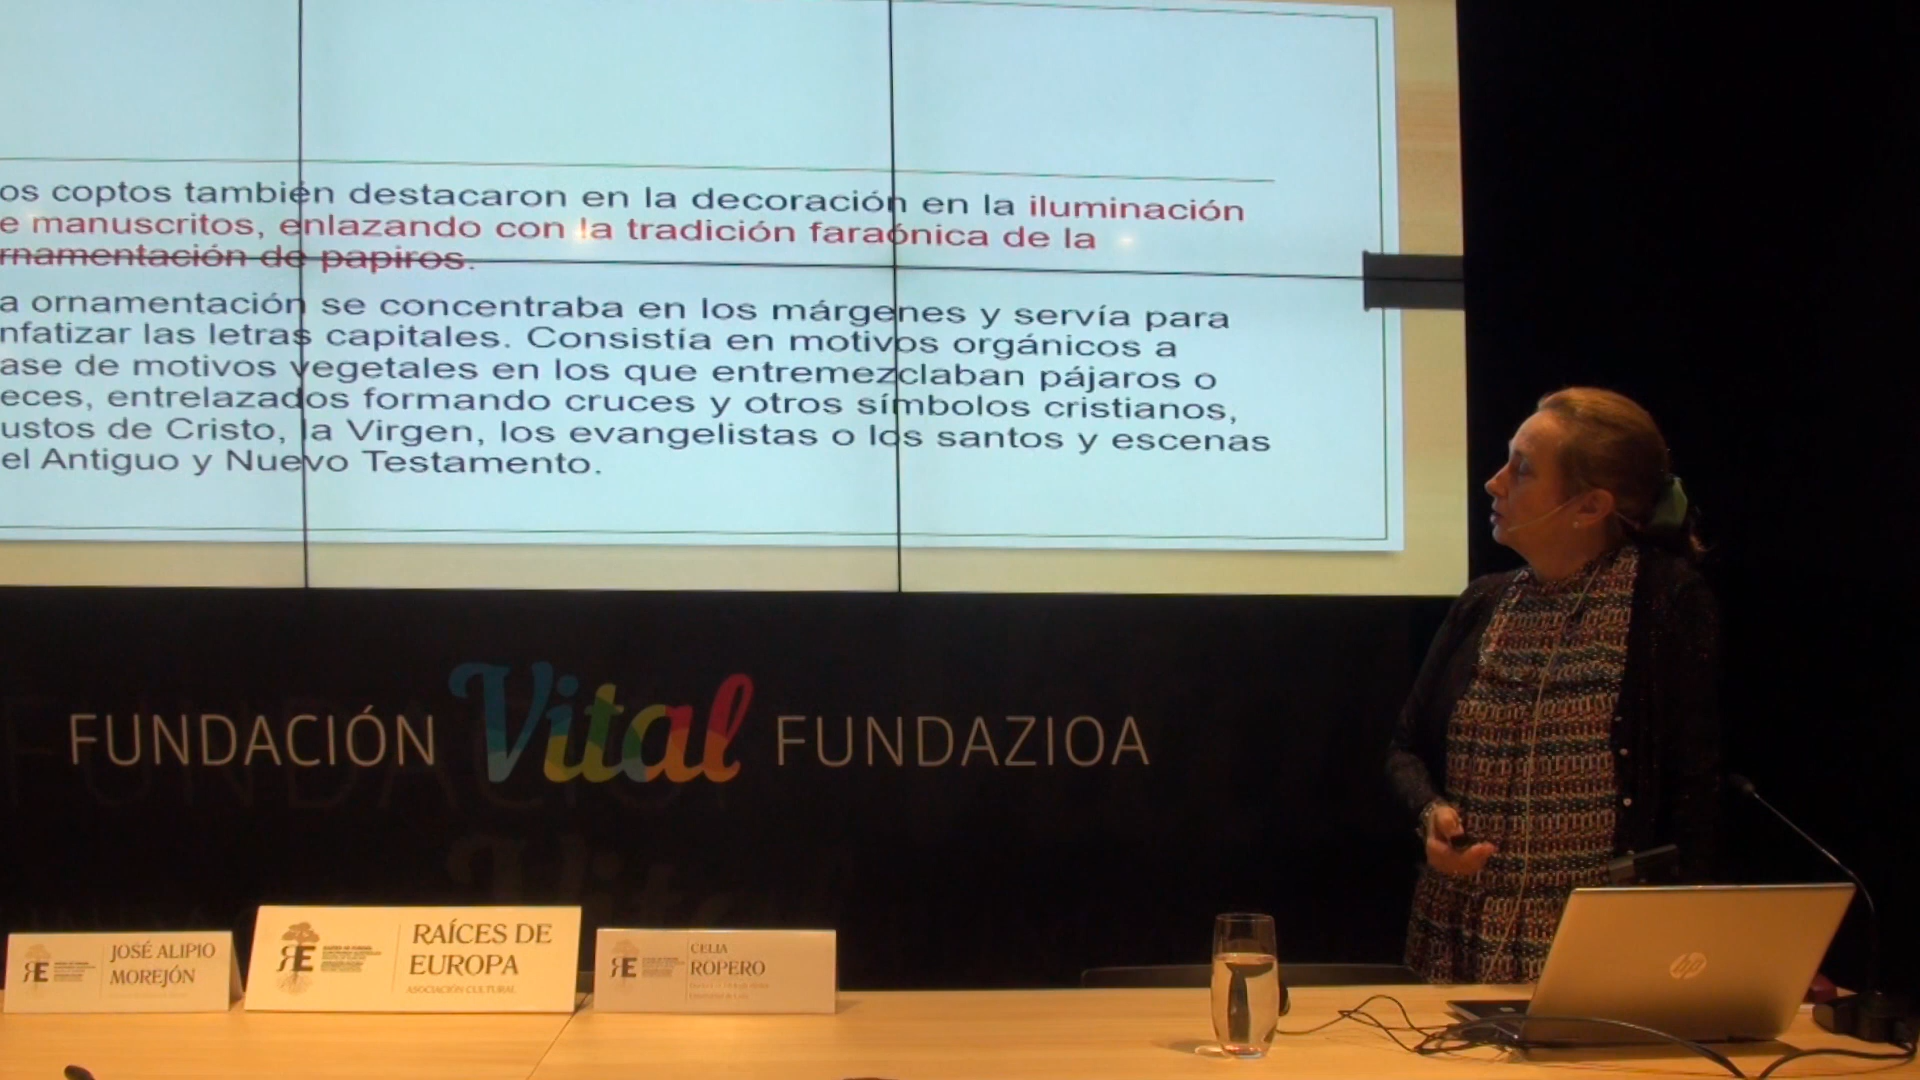 os coptos también destacaron en la decoración en la iluminación
e manuscritos, enlazando con la tradición faraónica de la
rnamentación de papiros.
a ornamentación se concentraba en los márgenes y servía para
nfatizar las letras capitales. Consistía en motivos orgánicos a
ase de motivos vegetales en los que entremezclaban pájaros o
eces, entrelazados formando cruces y otros símbolos cristianos,
ustos de Cristo, la Virgen, los evangelistas o los santos y escenas
el Antiguo y Nuevo Testamento.
FUNDACIÓN Vital FUNDAZIOA
JOSÉ ALIPIO
MOREJÓN
RAÍCES DE
EUROPA
ASOCIACIÓN CULTURAL
CELIA
ROPERO
hp